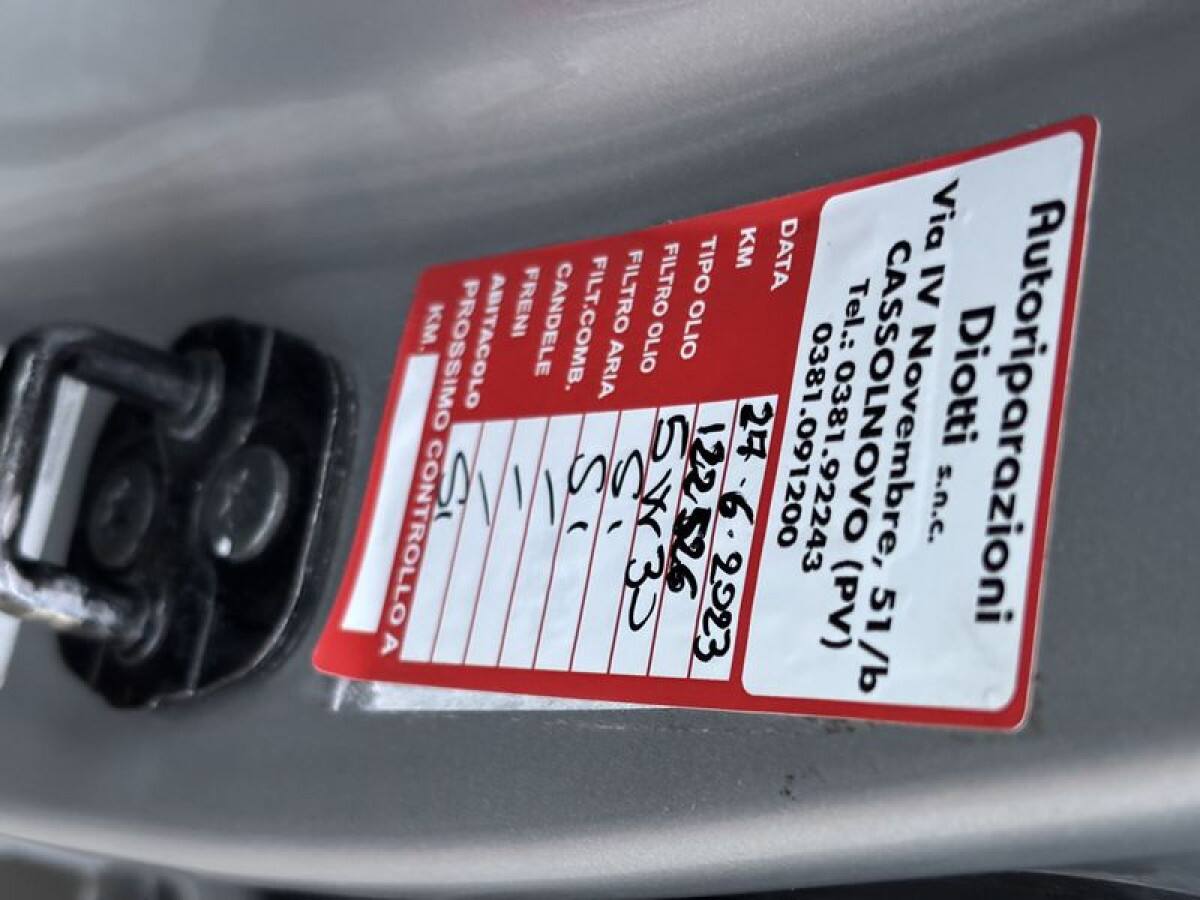 Autoriparazioni
Diotti s.n.c.
Via IV Novembre, 51/b
CASSOLNOVO (PV)
Tel.: 0381.92243
0381.091200
DATA 27.6.2023
KM 122526
TIPO OLIO 5W30
FILTRO OLIO Si
FILTRO ARIA Si
FILT.COMB. -
CANDELE -
FRENI -
ABITACOLO Si
PROSSIMO CONTROLLO A
KM.